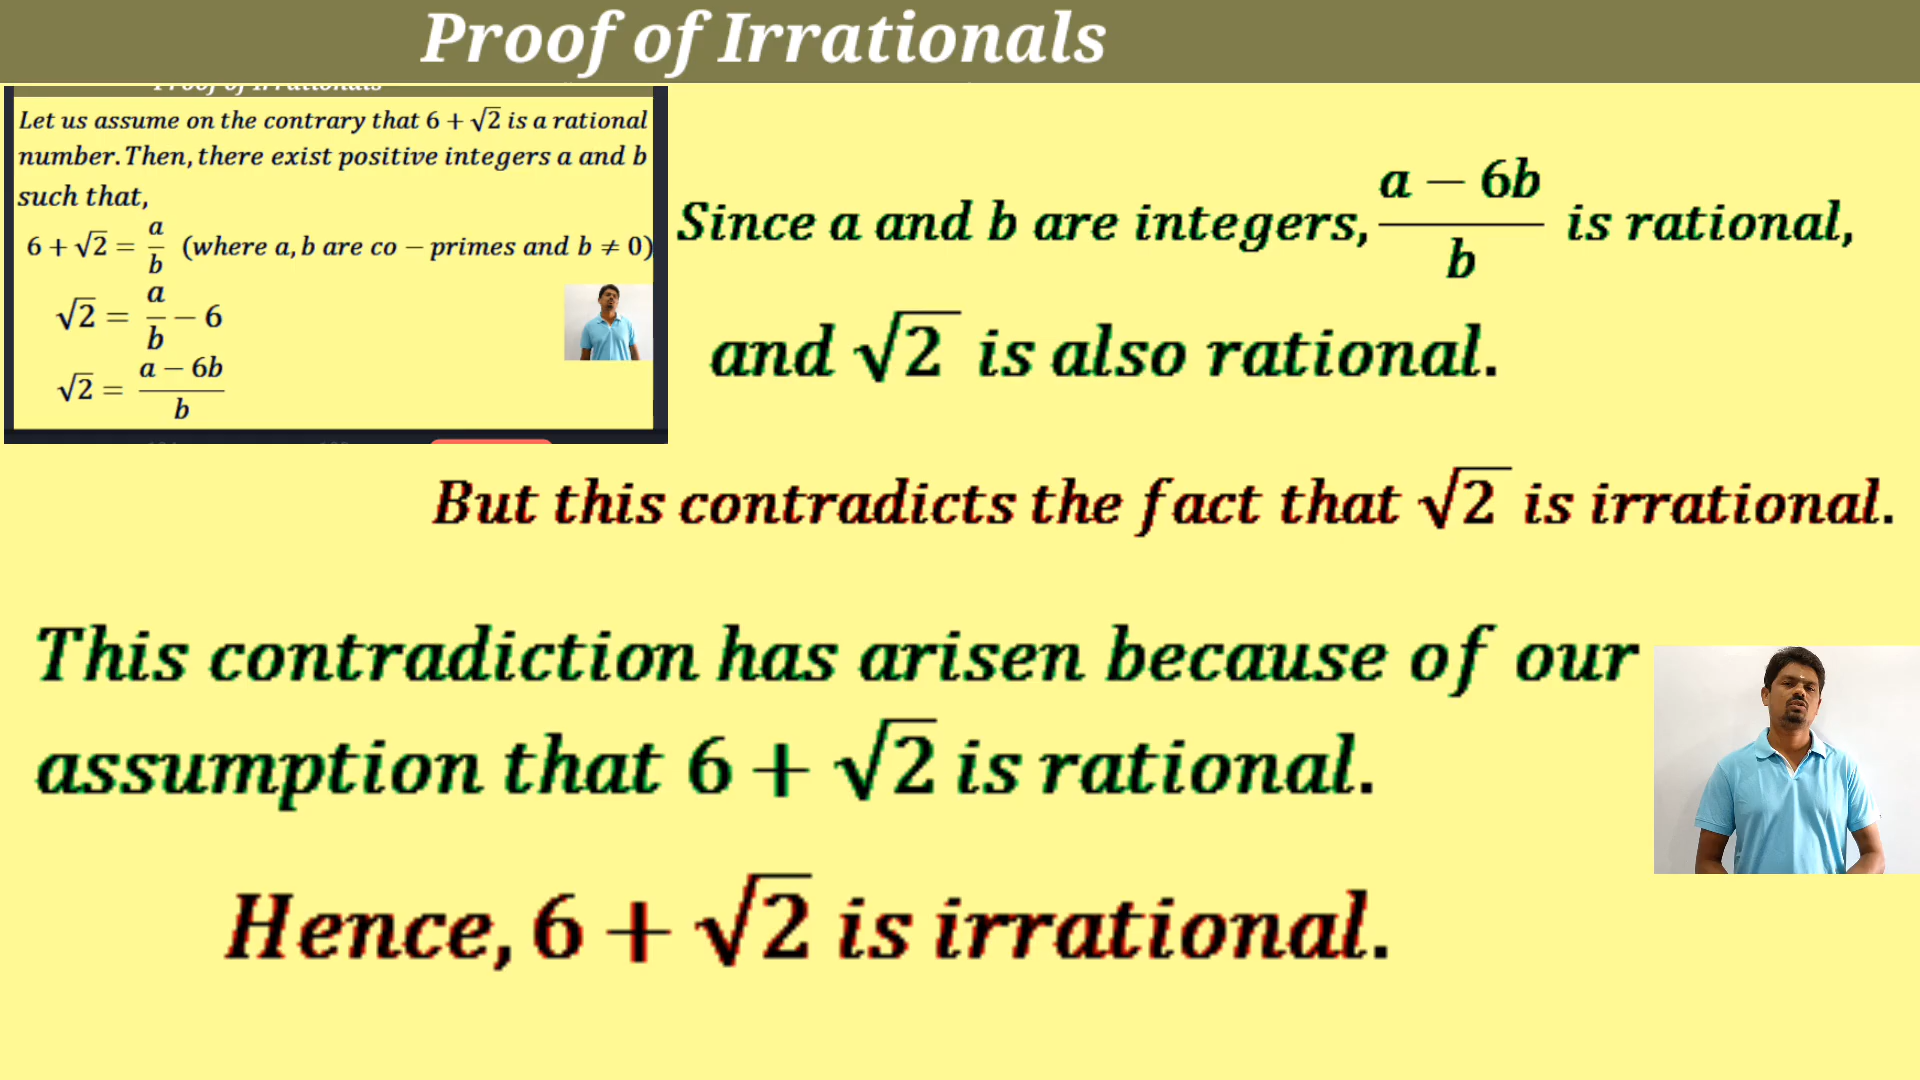 Proof of Irrationals
Proof of Irrationals
Let us assume on the contrary that 6 + √2 is a rational
number. Then, there exist positive integers a and b
such that,
6 + √2 = a/b (where a, b are co − primes and b ≠ 0)
√2 = a/b − 6
√2 = (a − 6b)/b
Since a and b are integers, (a − 6b)/b is rational,
and √2 is also rational.
But this contradicts the fact that √2 is irrational.
This contradiction has arisen because of our
assumption that 6 + √2 is rational.
Hence, 6 + √2 is irrational.